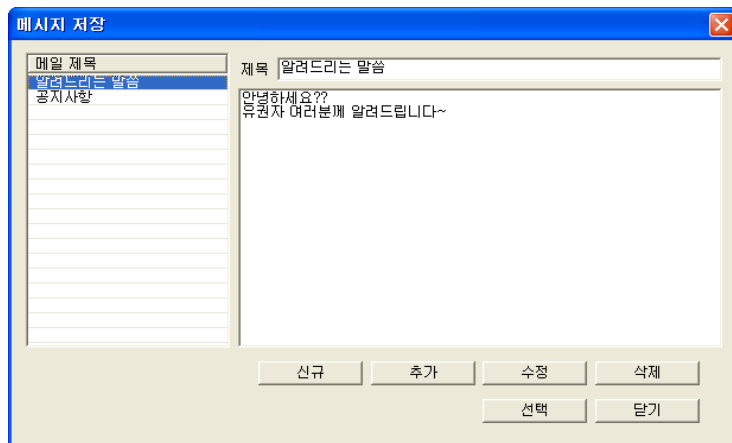 메세지 저장
메일 제목
알려드리는 말씀
공지사항
제목 알려드리는 말씀
안녕하세요??
유권자 여러분께 알려드립니다~
신규 추가 수정 삭제
선택 닫기